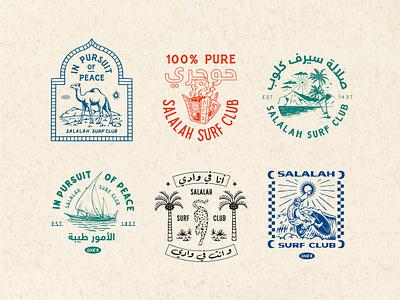 IN PURSUIT
OF
PEACE
SALALAH SURF CLUB
100% PURE
حوجري
SALALAH SURF CLUB
صلالة سيرف كلوب
EST. 1437
SALALAH SURF CLUB
IN PURSUIT OF PEACE
SALALAH SURF CLUB
EST. 1437
الأمور طيبة
أنا في وادي
SALALAH
SURF CLUB
وانت في وادي
SALALAH
SURF CLUB